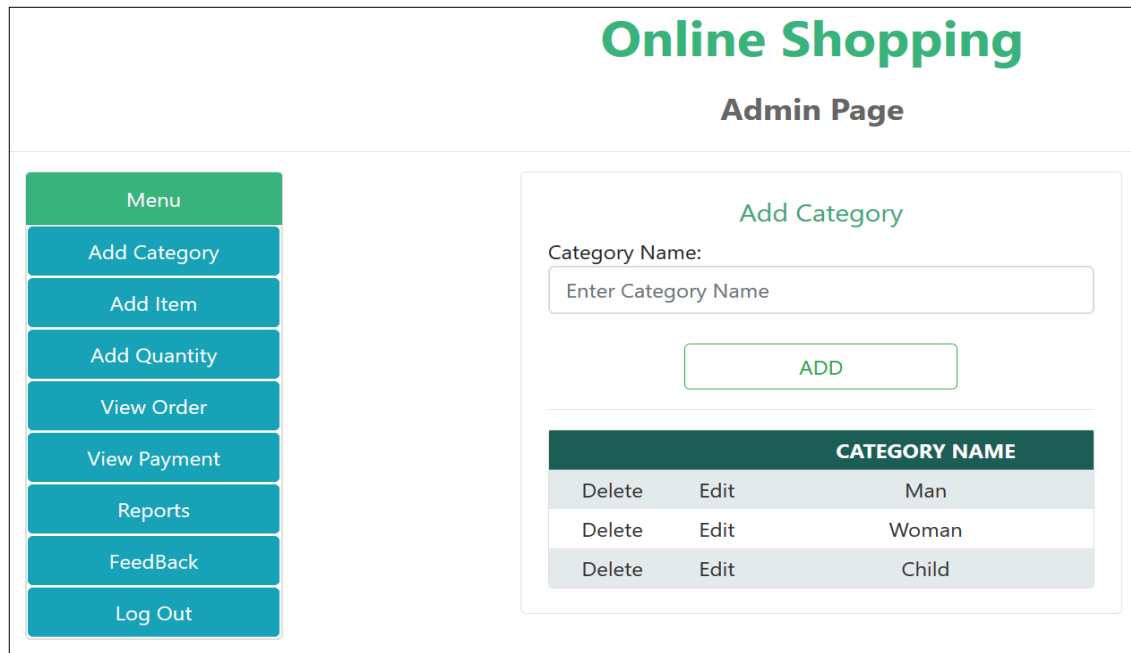 Online Shopping
Admin Page
Menu
Add Category
Add Item
Add Quantity
View Order
View Payment
Reports
FeedBack
Log Out
Add Category
Category Name:
Enter Category Name
ADD
CATEGORY NAME
Delete Edit Man
Delete Edit Woman
Delete Edit Child